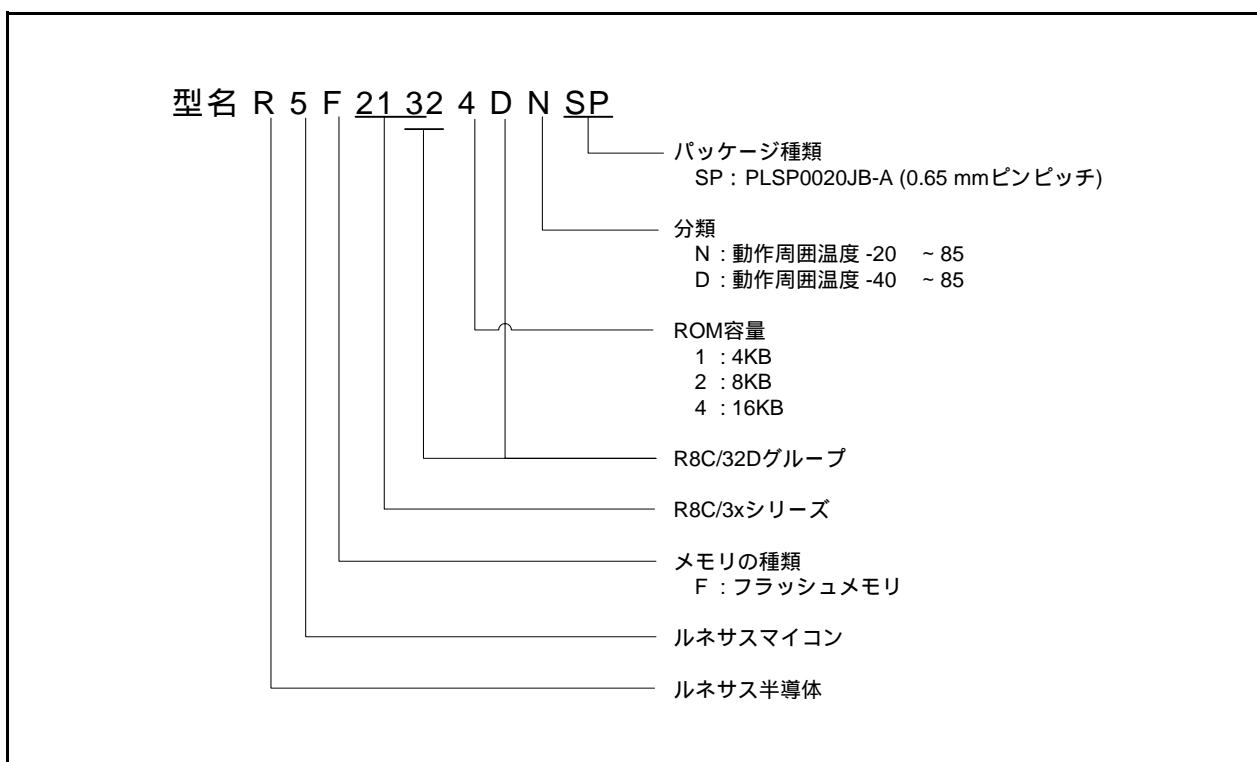 型名 R 5 F 21 32 4 D N SP
パッケージ種類
SP : PLSP0020JB-A (0.65 mmピンピッチ)
分類
N : 動作周囲温度 -20 ~ 85
D : 動作周囲温度 -40 ~ 85
ROM容量
1 : 4KB
2 : 8KB
4 : 16KB
R8C/32Dグループ
R8C/3xシリーズ
メモリの種類
F : フラッシュメモリ
ルネサスマイコン
ルネサス半導体